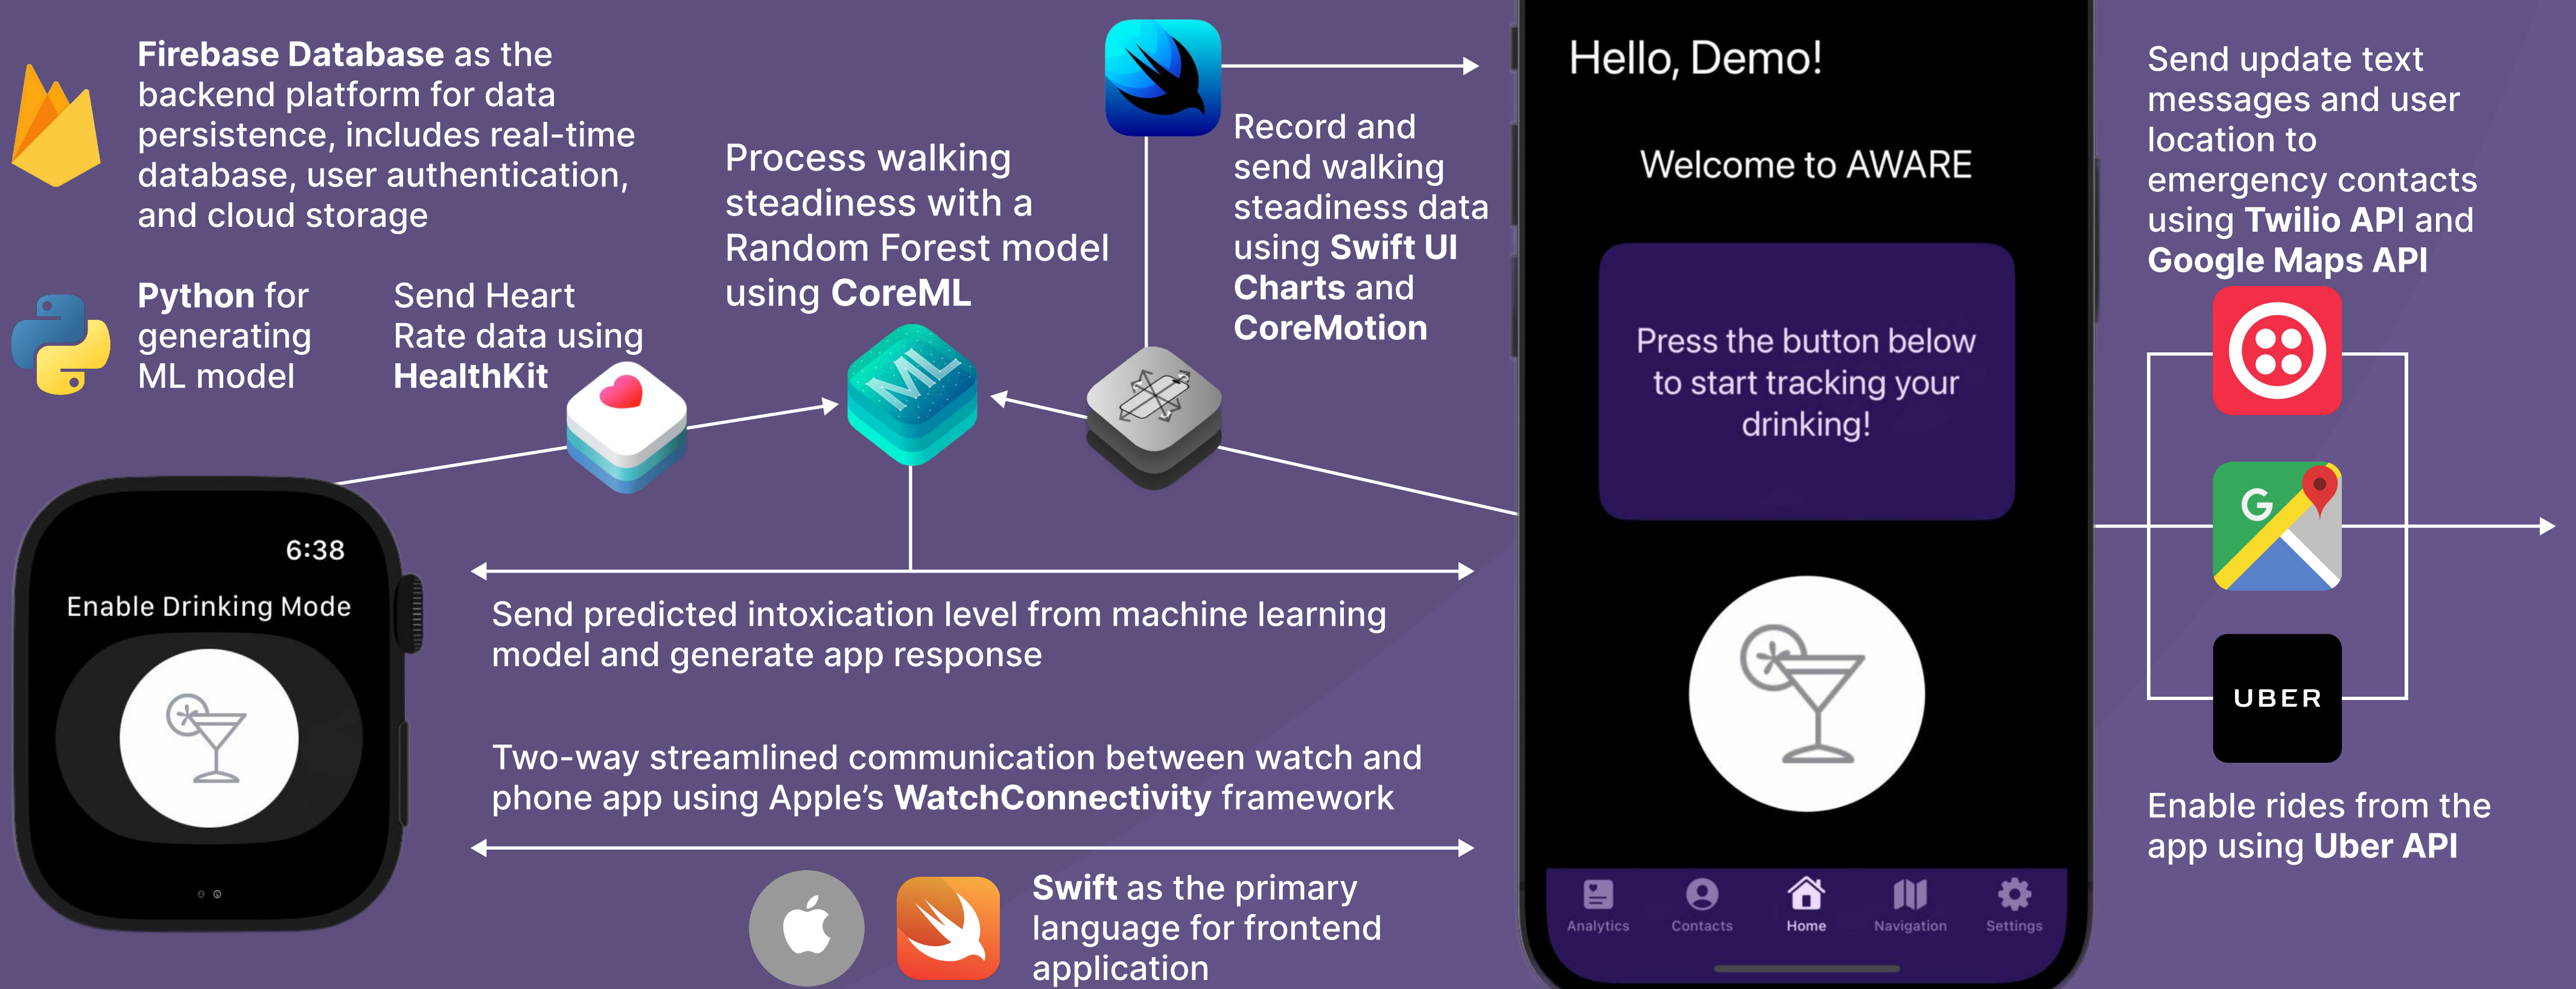 Firebase Database as the
backend platform for data
persistence, includes real-time
database, user authentication,
and cloud storage
Python for
generating
ML model
Send Heart
Rate data using
HealthKit
Process walking
steadiness with a
Random Forest model
using CoreML
ML
Record and
send walking
steadiness data
using Swift UI
Charts and
CoreMotion
6:38
Enable Drinking Mode
Send predicted intoxication level from machine learning
model and generate app response
Two-way streamlined communication between watch and
phone app using Apple’s WatchConnectivity framework
Swift as the primary
language for frontend
application
Hello, Demo!
Welcome to AWARE
Press the button below
to start tracking your
drinking!
Analytics Contacts Home Navigation Settings
Send update text
messages and user
location to
emergency contacts
using Twilio API and
Google Maps API
G
UBER
Enable rides from the
app using Uber API